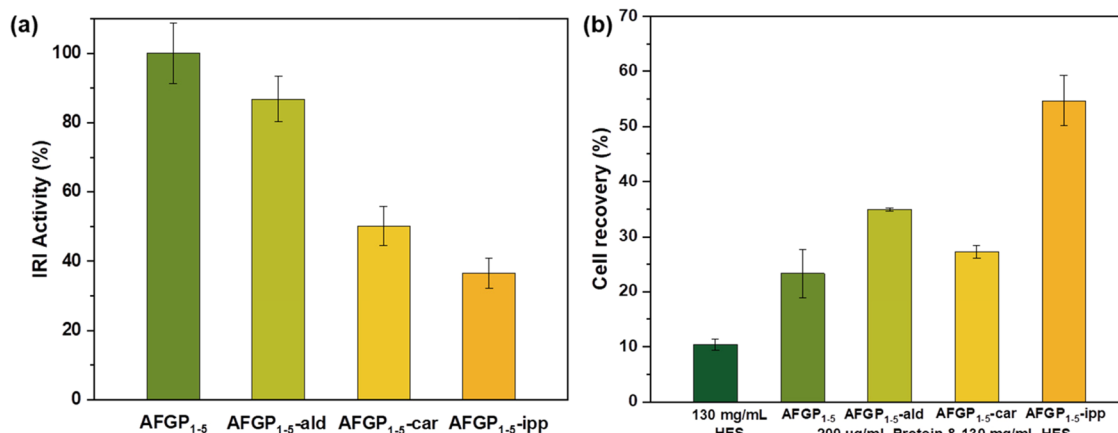 (a)
IRI Activity (%)
100
80
60
40
20
0
AFGP1-5 AFGP1-5-ald AFGP1-5-car AFGP1-5-ipp
(b)
Cell recovery (%)
70
60
50
40
30
20
10
0
130 mg/mL AFGP1-5 AFGP1-5-ald AFGP1-5-car AFGP1-5-ipp
HES 200 μg/mL Protein & 130 mg/mL HES